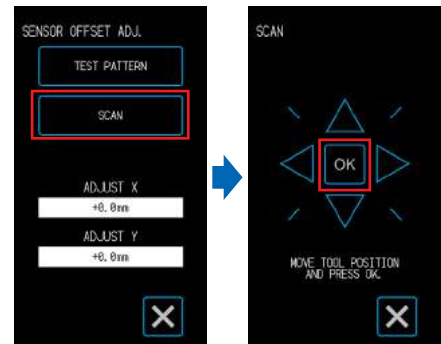 SENSOR OFFSET ADJ.
TEST PATTERN
SCAN
ADJUST X
+0.0mm
ADJUST Y
+0.0mm
SCAN
OK
MOVE TOOL POSITION
AND PRESS OK.